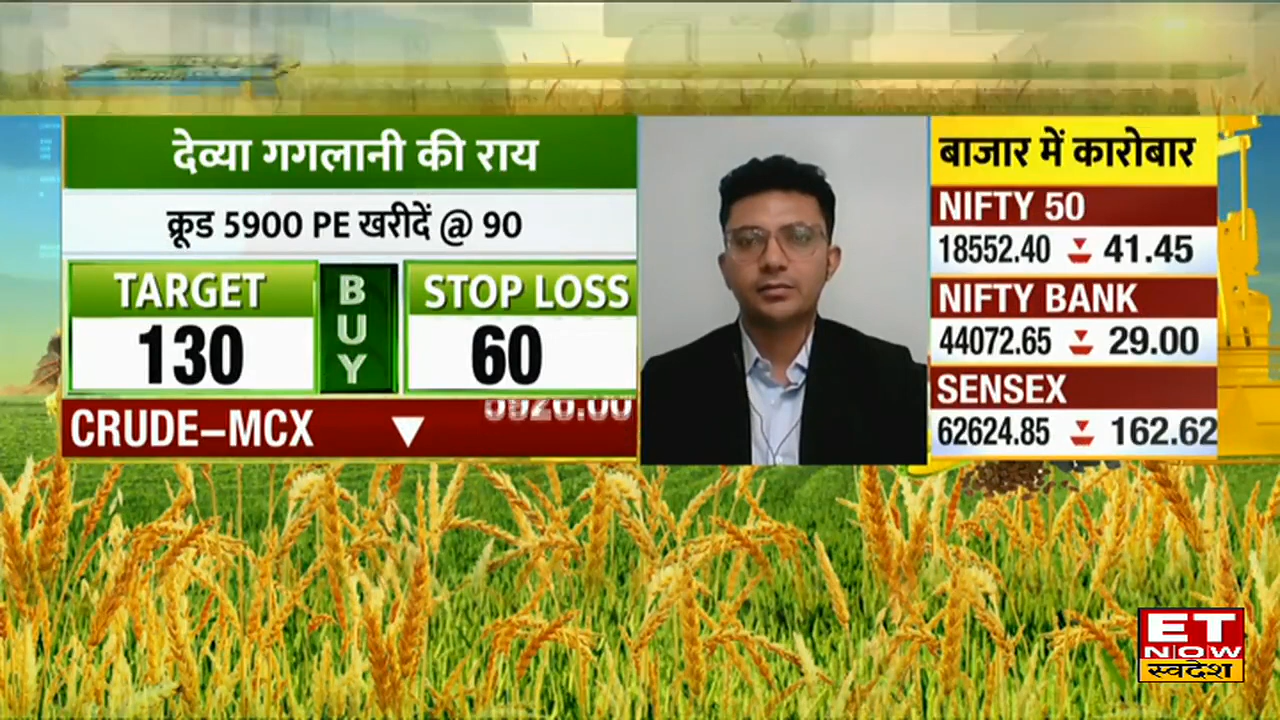 देव्या गगलानी की राय
क्रूड 5900 PE खरीदें @ 90
TARGET
130
BUY
STOP LOSS
60
CRUDE-MCX
बाजार में कारोबार
NIFTY 50
18552.40 41.45
NIFTY BANK
44072.65 29.00
SENSEX
62624.85 162.62
ET
NOW
स्वदेश